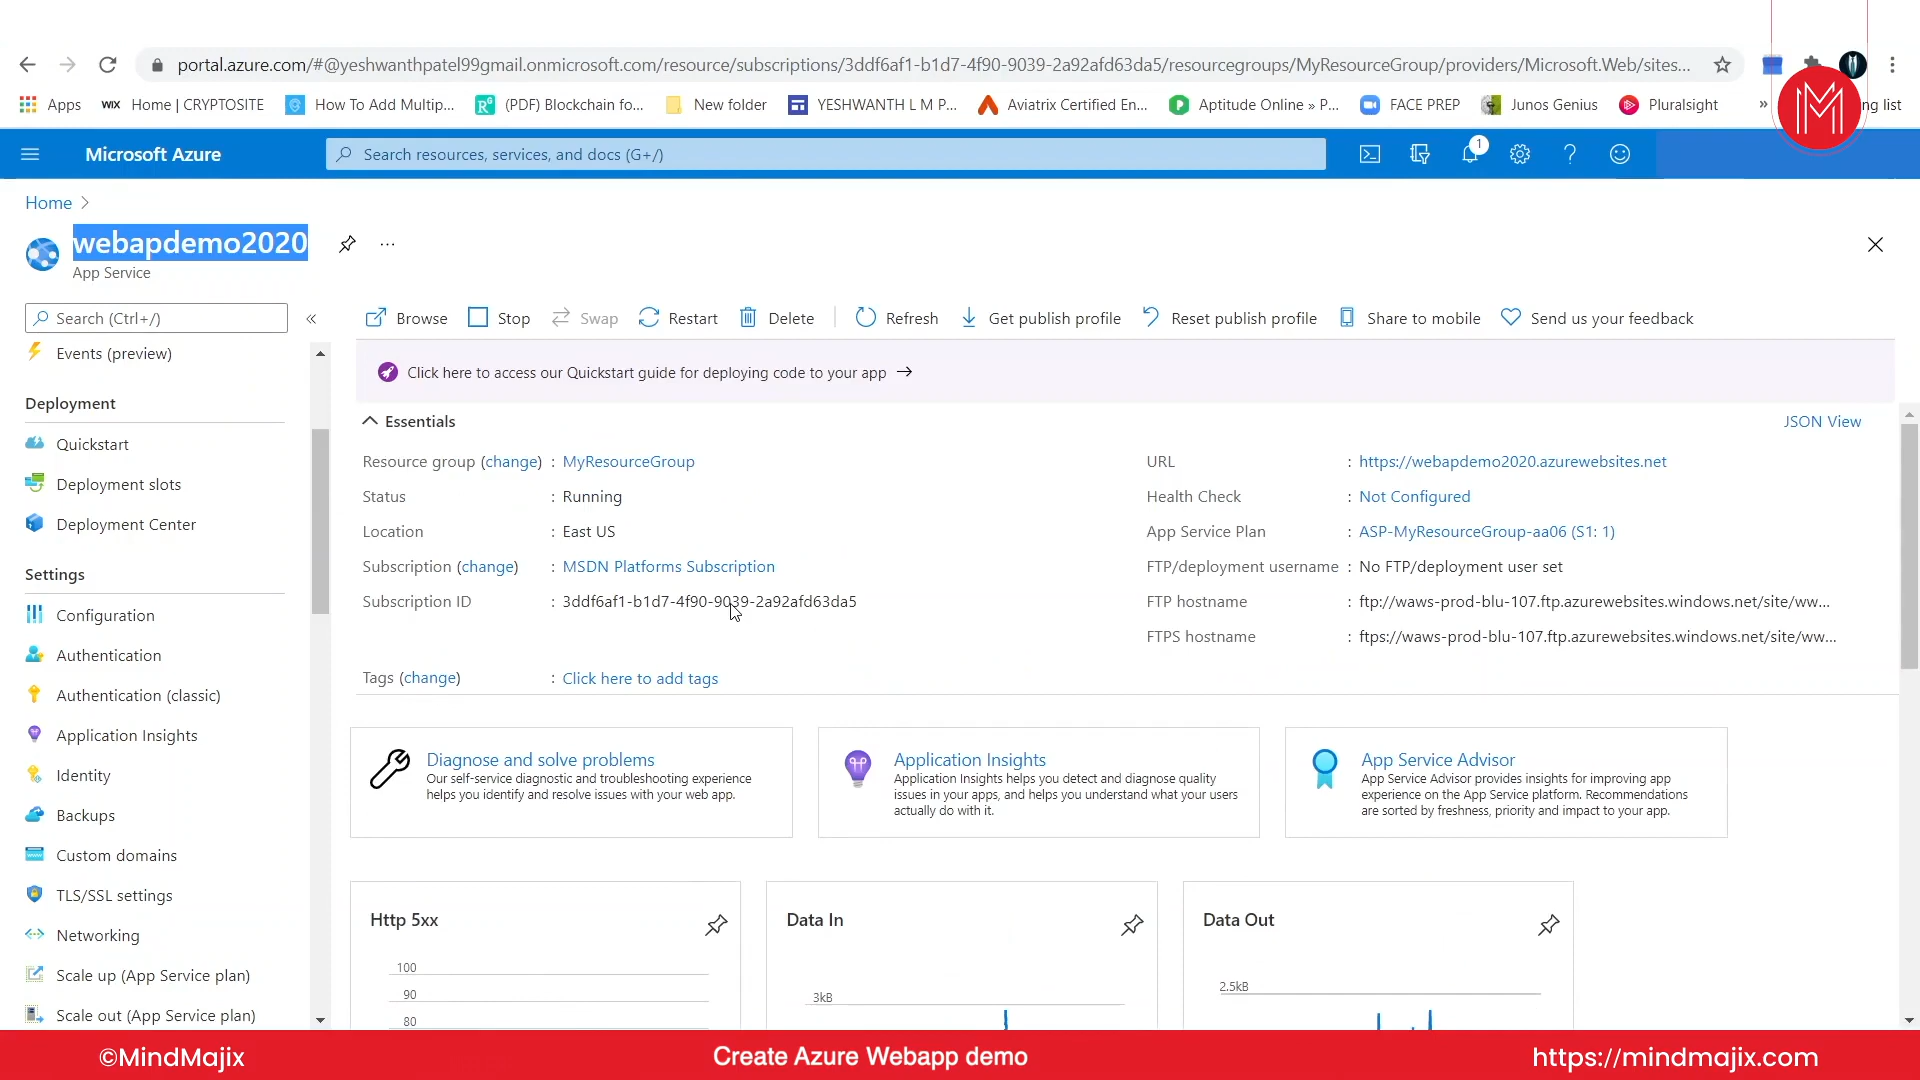 portal.azure.com/#@yeshwanthpatel99gmail.onmicrosoft.com/resource/subscriptions/3ddf6af1-b1d7-4f90-9039-2a92afd63da5/resourcegroups/MyResourceGroup/providers/Microsoft.Web/sites...
Apps WIX Home | CRYPTOSITE How To Add Multip... RG (PDF) Blockchain fo... New folder YESHWANTH L M P... Aviatrix Certified En... Aptitude Online » P... FACE PREP Junos Genius Pluralsight » ng list
M
Microsoft Azure Search resources, services, and docs (G+/) 1
Home >
webapdemo2020 ...
App Service
Search (Ctrl+/) «
Browse Stop Swap Restart Delete Refresh Get publish profile Reset publish profile Share to mobile Send us your feedback
Events (preview)
Deployment
Quickstart
Deployment slots
Deployment Center
Settings
Configuration
Authentication
Authentication (classic)
Application Insights
Identity
Backups
Custom domains
TLS/SSL settings
Networking
Scale up (App Service plan)
Scale out (App Service plan)
Click here to access our Quickstart guide for deploying code to your app →
Essentials JSON View
Resource group (change) : MyResourceGroup
Status : Running
Location : East US
Subscription (change) : MSDN Platforms Subscription
Subscription ID : 3ddf6af1-b1d7-4f90-9039-2a92afd63da5
URL : https://webapdemo2020.azurewebsites.net
Health Check : Not Configured
App Service Plan : ASP-MyResourceGroup-aa06 (S1: 1)
FTP/deployment username : No FTP/deployment user set
FTP hostname : ftp://waws-prod-blu-107.ftp.azurewebsites.windows.net/site/ww...
FTPS hostname : ftps://waws-prod-blu-107.ftp.azurewebsites.windows.net/site/ww...
Tags (change) : Click here to add tags
Diagnose and solve problems
Our self-service diagnostic and troubleshooting experience
helps you identify and resolve issues with your web app.
Application Insights
Application Insights helps you detect and diagnose quality
issues in your apps, and helps you understand what your users
actually do with it.
App Service Advisor
App Service Advisor provides insights for improving app
experience on the App Service platform. Recommendations
are sorted by freshness, priority and impact to your app.
Http 5xx
100
90
80
Data In
3kB
Data Out
2.5kB
©MindMajix Create Azure Webapp demo https://mindmajix.com